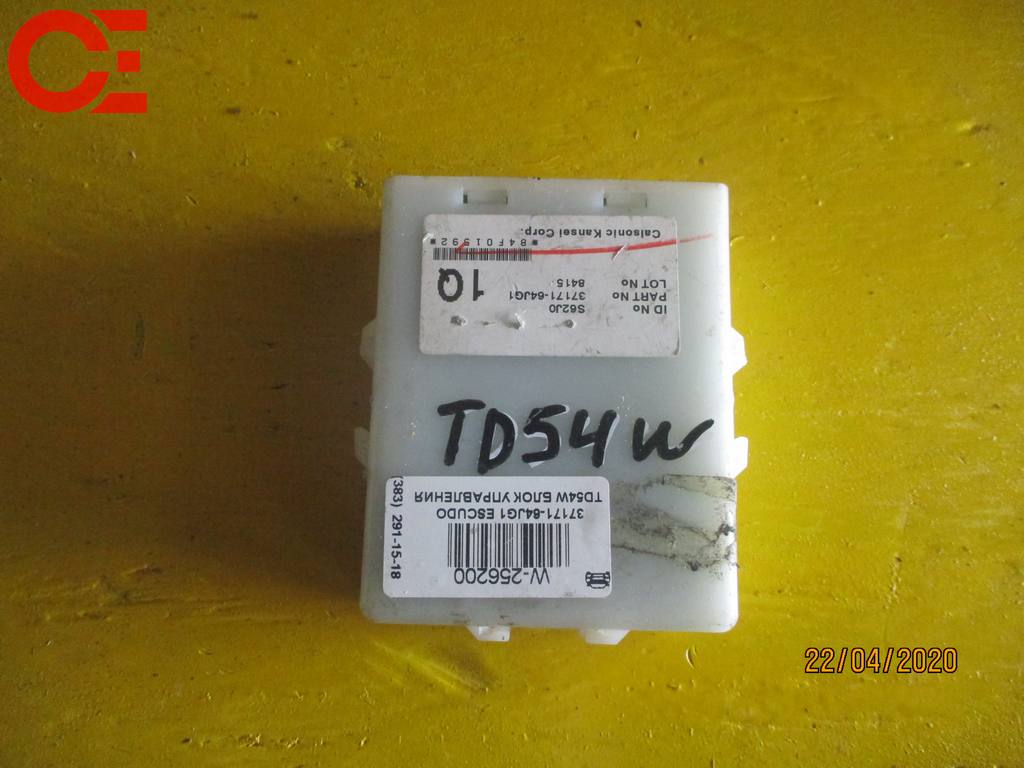 CE
Calsonic Kansei Corp.
84F01592
LOT No 8415
PART No 37171-64JG1
ID No S62J0
1Q
TD54W
W-256200
37171-64JG1 ESCUDO
TD54W БЛОК УПРАВЛЕНИЯ
383) 291-15-18
22/04/2020